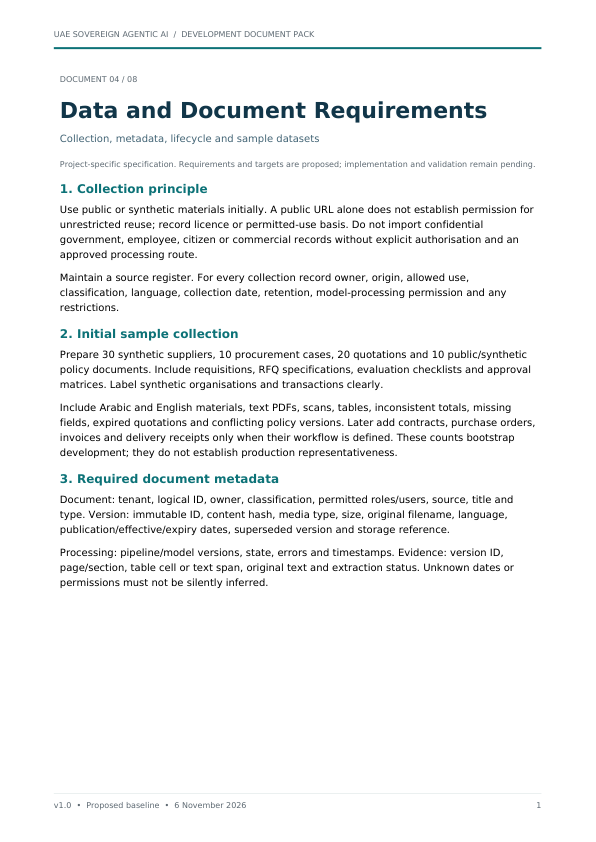 UAE SOVEREIGN AGENTIC AI / DEVELOPMENT DOCUMENT PACK
DOCUMENT 04 / 08
Data and Document Requirements
Collection, metadata, lifecycle and sample datasets
Project-specific specification. Requirements and targets are proposed; implementation and validation remain pending.
1. Collection principle
Use public or synthetic materials initially. A public URL alone does not establish permission for
unrestricted reuse; record licence or permitted-use basis. Do not import confidential
government, employee, citizen or commercial records without explicit authorisation and an
approved processing route.
Maintain a source register. For every collection record owner, origin, allowed use,
classification, language, collection date, retention, model-processing permission and any
restrictions.
2. Initial sample collection
Prepare 30 synthetic suppliers, 10 procurement cases, 20 quotations and 10 public/synthetic
policy documents. Include requisitions, RFQ specifications, evaluation checklists and approval
matrices. Label synthetic organisations and transactions clearly.
Include Arabic and English materials, text PDFs, scans, tables, inconsistent totals, missing
fields, expired quotations and conflicting policy versions. Later add contracts, purchase orders,
invoices and delivery receipts only when their workflow is defined. These counts bootstrap
development; they do not establish production representativeness.
3. Required document metadata
Document: tenant, logical ID, owner, classification, permitted roles/users, source, title and
type. Version: immutable ID, content hash, media type, size, original filename, language,
publication/effective/expiry dates, superseded version and storage reference.
Processing: pipeline/model versions, state, errors and timestamps. Evidence: version ID,
page/section, table cell or text span, original text and extraction status. Unknown dates or
permissions must not be silently inferred.
v1.0 • Proposed baseline • 6 November 2026
1